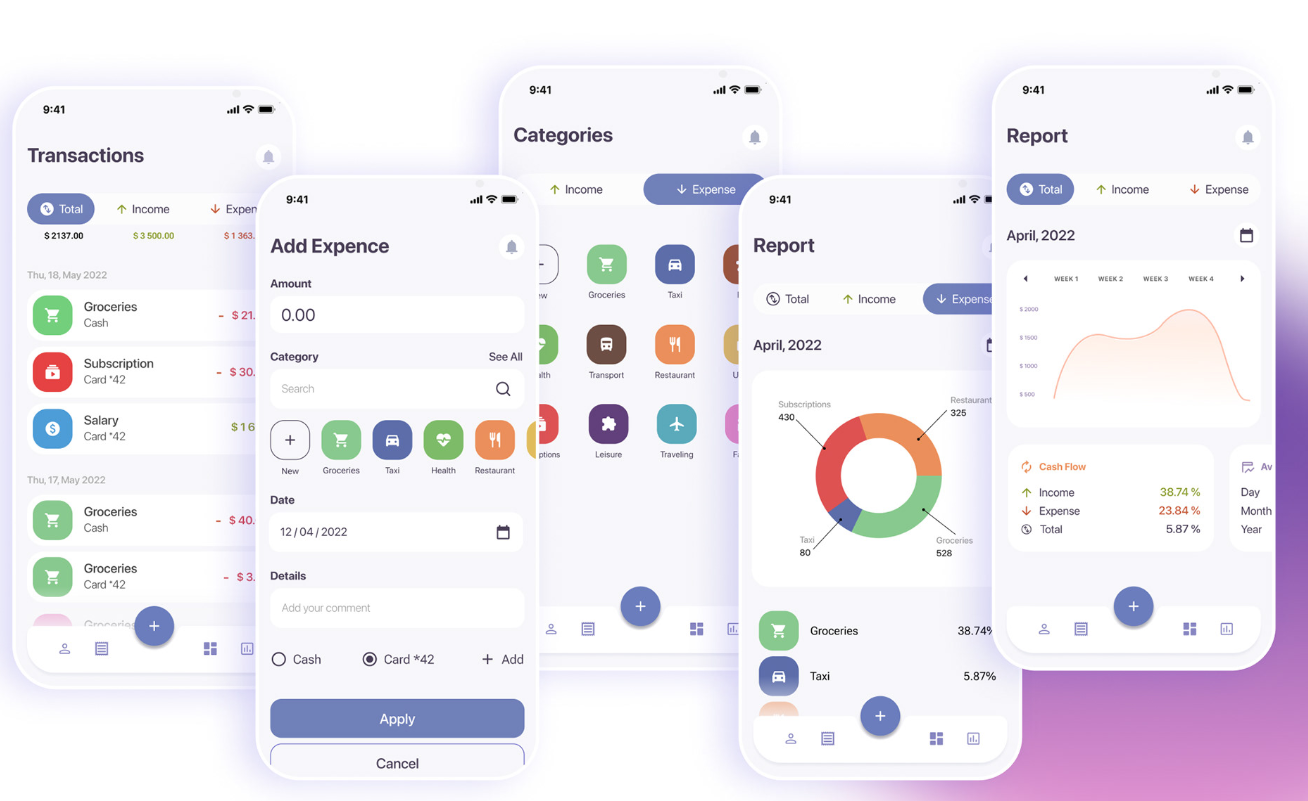 9:41
Transactions
Total
Income
$ 2137.00
$ 3 500.00
$ 1 363.
Thu, 18, May 2022
Groceries
Cash
- $ 21.
Subscription
Card *42
- $ 30.
Salary
Card *42
$ 1 6
Thu, 17, May 2022
Groceries
Cash
- $ 40.
Groceries
Card *42
- $ 3.
Groceries
9:41
Add Expence
Amount
0.00
Category
See All
Search
New
Groceries
Taxi
Health
Restaurant
Date
12 / 04 / 2022
Details
Add your comment
Cash
Card *42
+ Add
Apply
Cancel
9:41
Categories
Income
Expense
Groceries
Taxi
Transport
Restaurant
Leisure
Traveling
9:41
Report
Total
Income
Expense
April, 2022
Subscriptions
430
Restaurant
325
Taxi
80
Groceries
528
Groceries
38.74%
Taxi
5.87%
9:41
Report
Total
Income
Expense
April, 2022
WEEK 1
WEEK 2
WEEK 3
WEEK 4
$ 2000
$ 1500
$ 1000
$ 500
Cash Flow
Income
38.74 %
Expense
23.84 %
Total
5.87 %
Av
Day
Month
Year